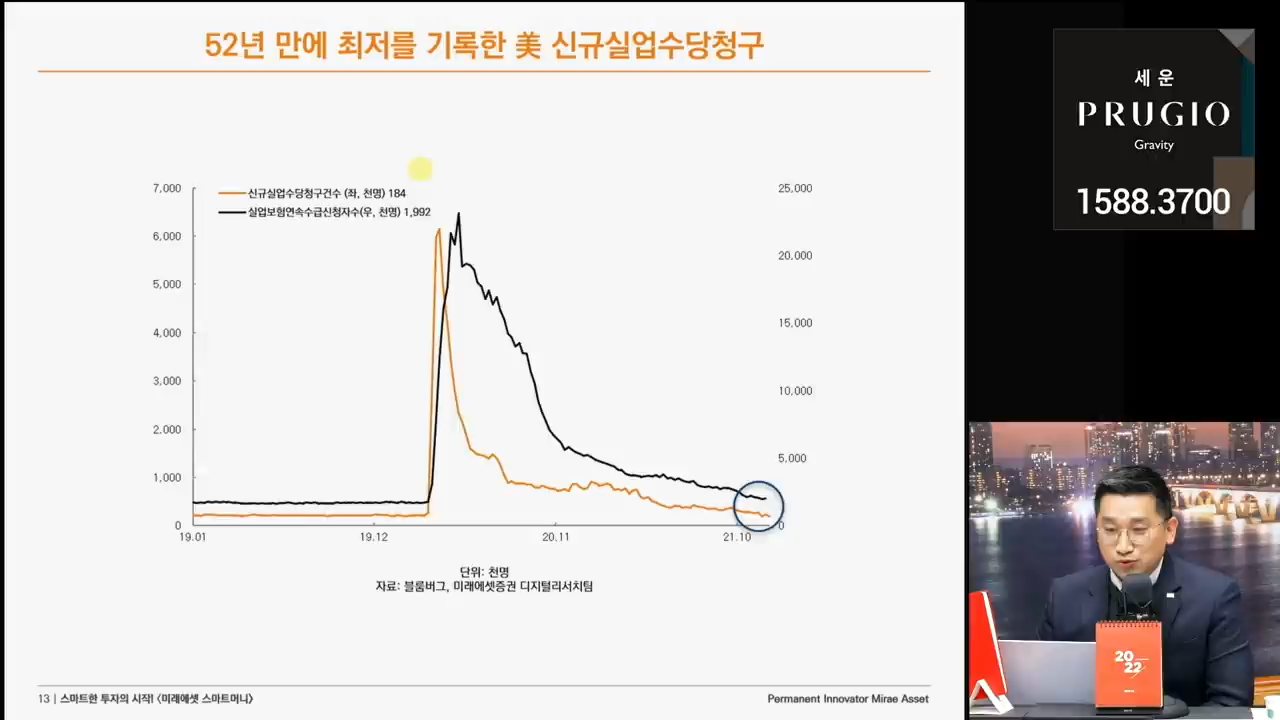 52년 만에 최저를 기록한 美 신규실업수당청구
신규실업수당청구건수 (좌, 천명) 184
실업보험연속수급신청자수(우, 천명) 1,992
7,000
6,000
5,000
4,000
3,000
2,000
1,000
0
25,000
20,000
15,000
10,000
5,000
0
19.01
19.12
20.11
21.10
단위: 천명
자료: 블룸버그, 미래에셋증권 디지털리서치팀
13 | 스마트한 투자의 시작! 〈미래에셋 스마트머니〉
Permanent Innovator Mirae Asset
세운
PRUGIO
Gravity
1588.3700
20
22